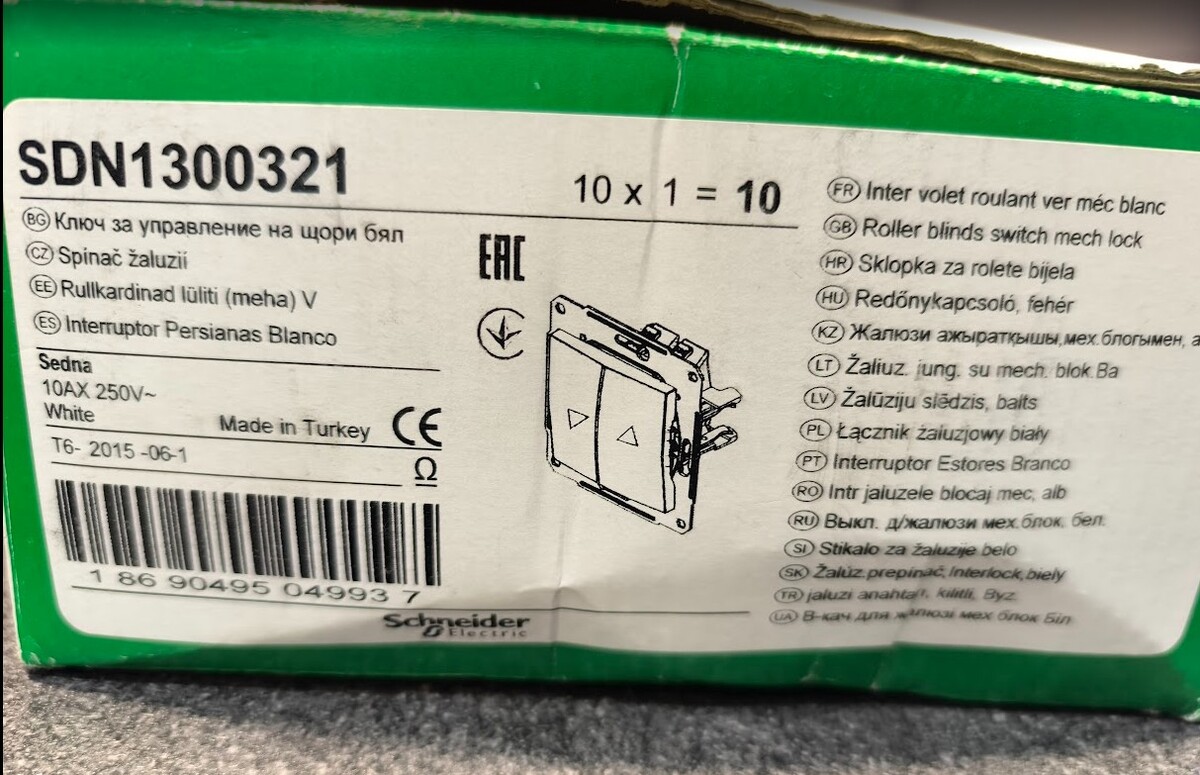 SDN1300321
10 x 1 = 10
BG Ключ за управление на щори бял
CZ Spínač žaluzií
EE Rullkardinad lüliti (meha) V
ES Interruptor Persianas Blanco
EAC
Sedna
10AX 250V~
White
Made in Turkey CE
T6- 2015 -06-1
Ω
1 86 90495 04993 7
Schneider
Electric
FR Inter volet roulant ver méc blanc
GB Roller blinds switch mech lock
HR Sklopka za rolete bijela
HU Redőnykapcsoló, fehér
KZ Жалюзи ажыратқышы,мех.блогымен, а
LT Žaliuz. jung. su mech. blok.Ba
LV Žalūziju slēdzis, balts
PL Łącznik żaluzjowy biały
PT Interruptor Estores Branco
RO Intr jaluzele blocaj mec, alb
RU Выкл. д/жалюзи мех.блок. бел.
SI Stikalo za žaluzije belo
SK Žalúz.prepínač,Interlock,biely
TR jaluzi anahtarı, kilitli, Byz
UA В-кач для жалюзі мех блок Біл